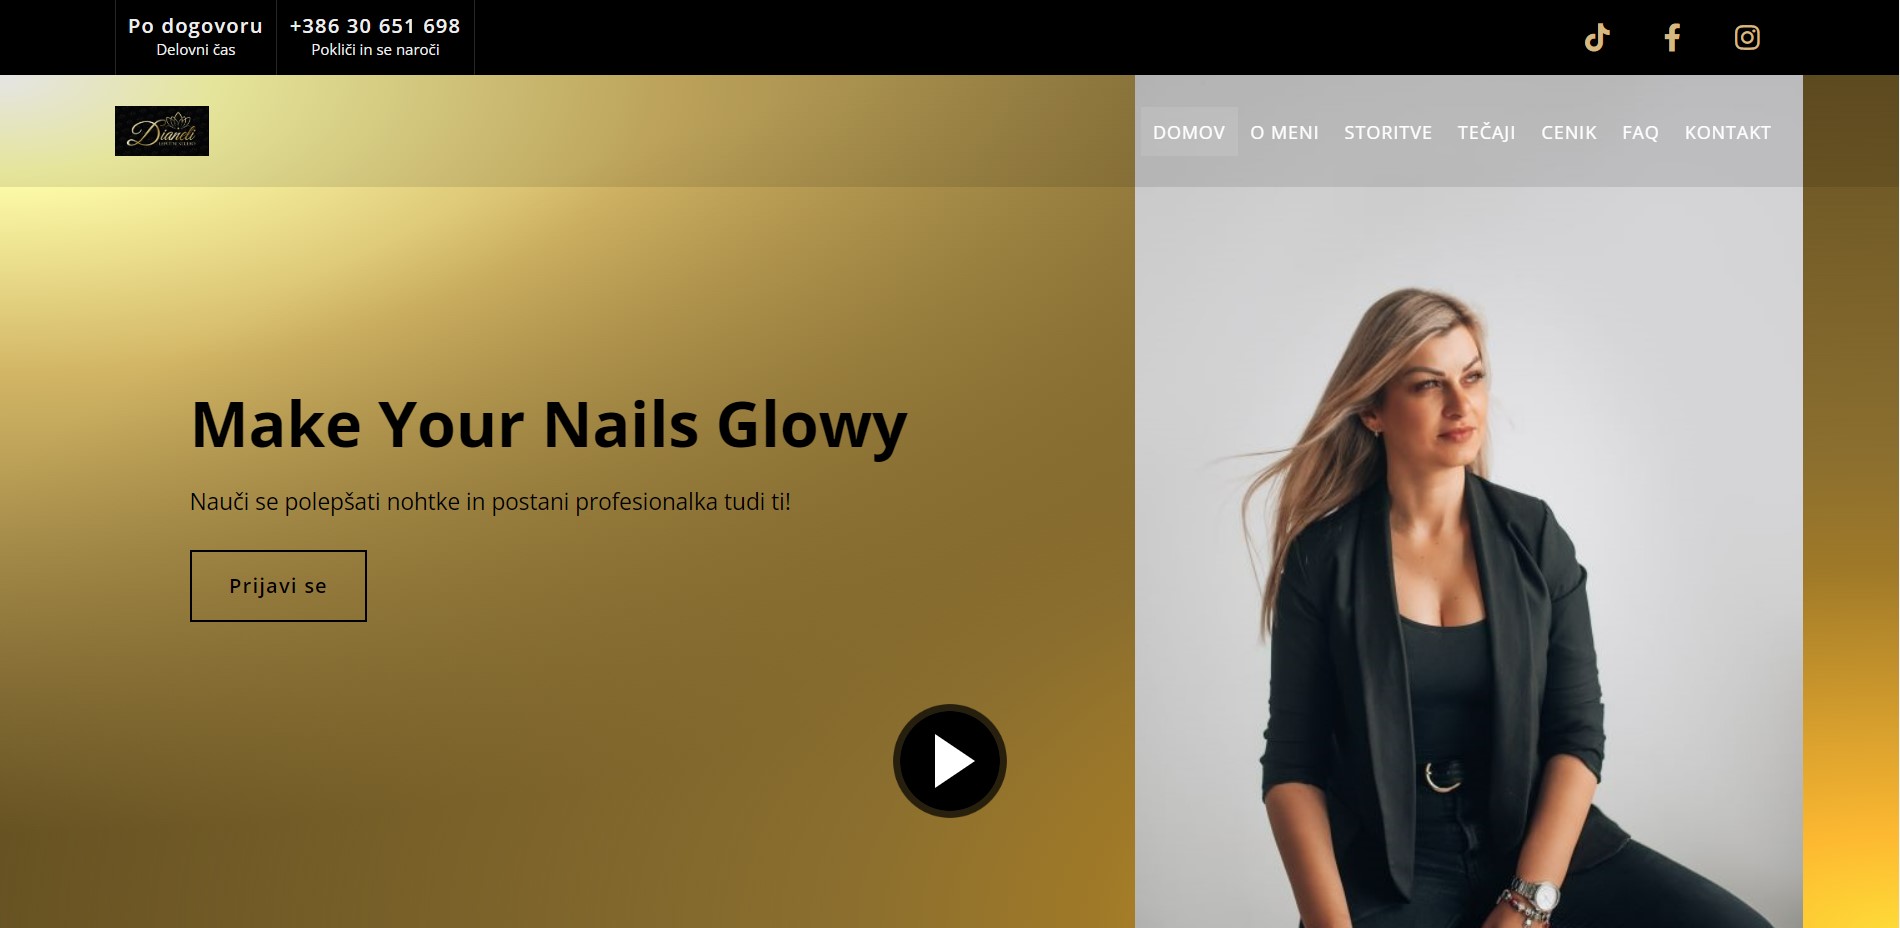 Po dogovoru
Delovni čas
+386 30 651 698
Pokliči in se naroči
Dianeli
DOMOV
O MENI
STORITVE
TEČAJI
CENIK
FAQ
KONTAKT
Make Your Nails Glowy
Nauči se polepšati nohtke in postani profesionalka tudi ti!
Prijavi se